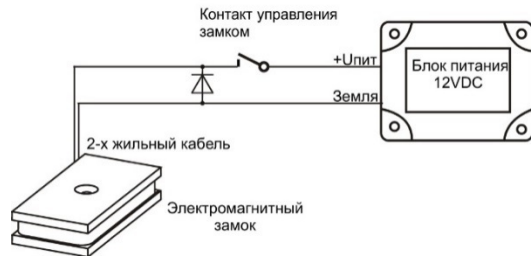 Контакт управления
замком
+Uпит
Блок питания
12VDC
Земля
2-х жильный кабель
Электромагнитный
замок